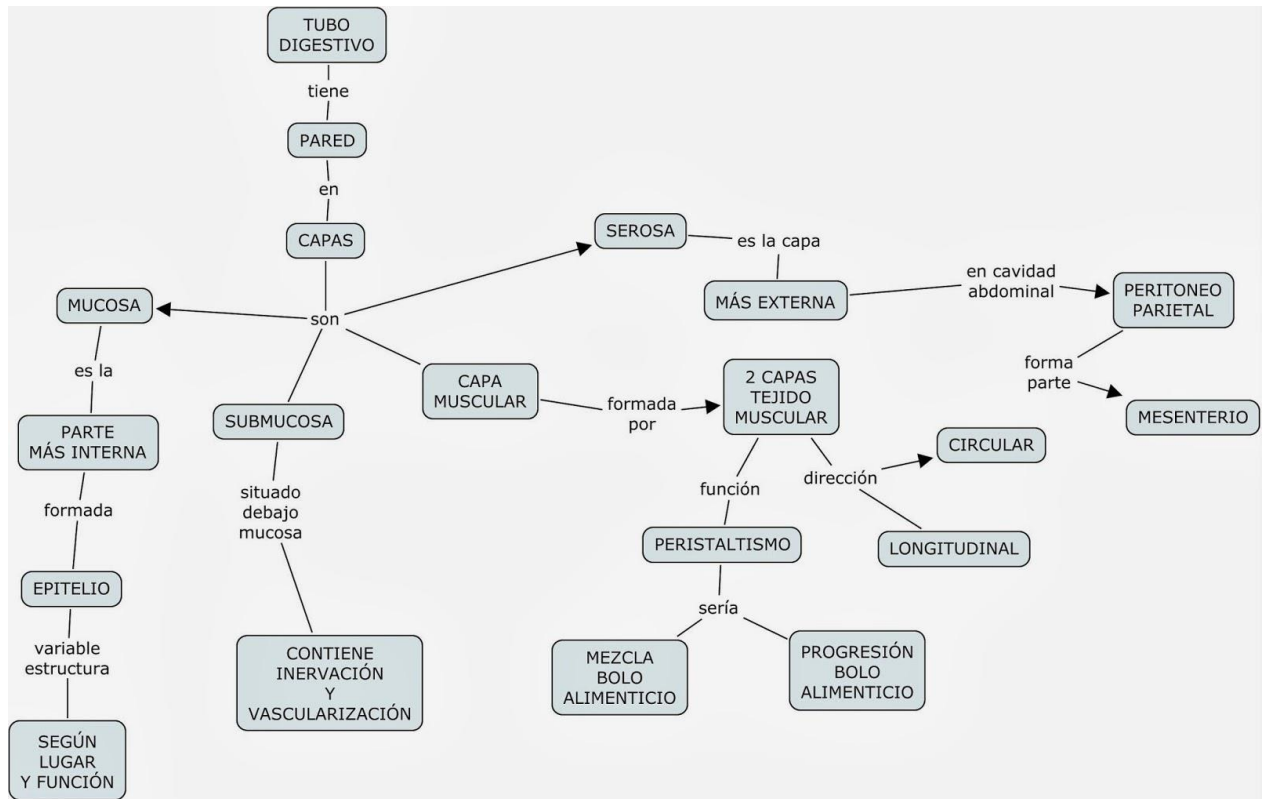 TUBO
DIGESTIVO
tiene
PARED
en
CAPAS
son
MUCOSA
es la
PARTE
MÁS INTERNA
formada
EPITELIO
variable
estructura
SEGÚN
LUGAR
Y FUNCIÓN
SUBMUCOSA
situado
debajo
mucosa
CONTIENE
INERVACIÓN
Y
VASCULARIZACIÓN
CAPA
MUSCULAR
formada
por
2 CAPAS
TEJIDO
MUSCULAR
función
PERISTALTISMO
sería
MEZCLA
BOLO
ALIMENTICIO
PROGRESIÓN
BOLO
ALIMENTICIO
dirección
CIRCULAR
LONGITUDINAL
SEROSA
es la capa
MÁS EXTERNA
en cavidad
abdominal
PERITONEO
PARIETAL
forma
parte
MESENTERIO